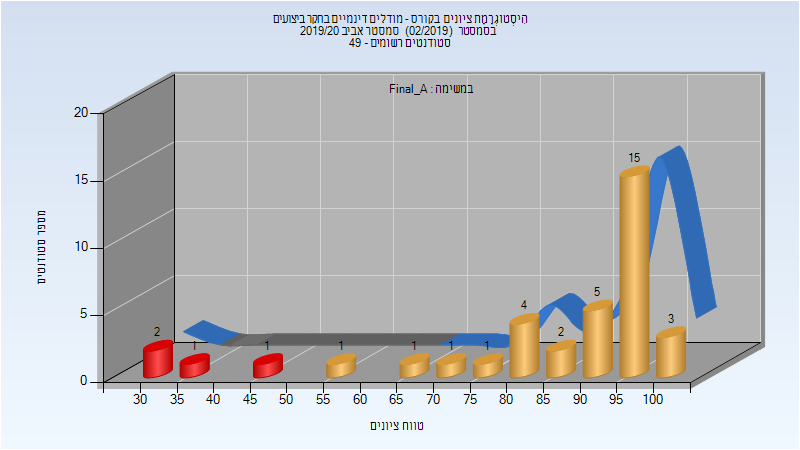 היסטוגרמת ציונים בקורס - מודלים דינמיים בחקר ביצועים
בסמסטר (02/2019) סמסטר אביב 2019/20
סטודנטים רשומים - 49
במשימה : Final_A
מספר סטודנטים
20
15
10
5
0
2
1
1
1
1
1
1
4
2
5
15
3
30 35 40 45 50 55 60 65 70 75 80 85 90 95 100
טווח ציונים